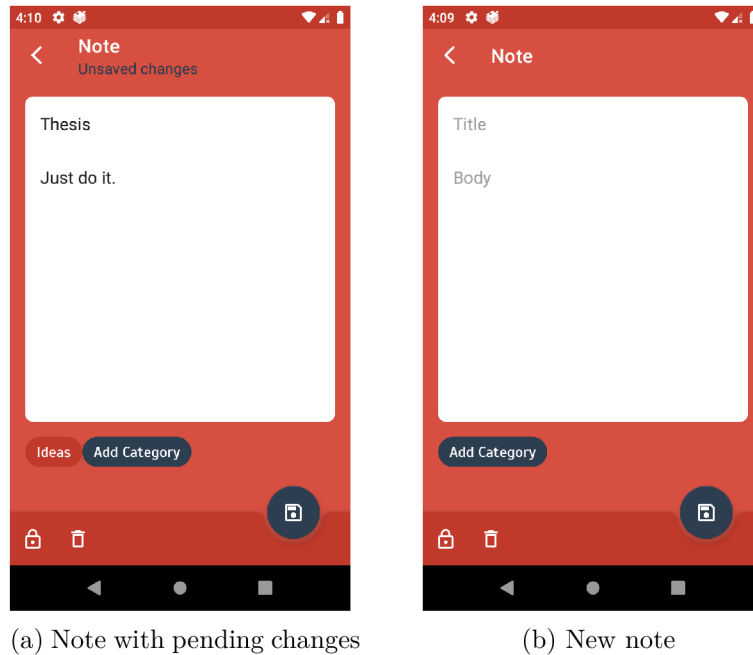 4:10
Note
Unsaved changes
Thesis
Just do it.
Ideas
Add Category
(a) Note with pending changes
4:09
Note
Title
Body
Add Category
(b) New note